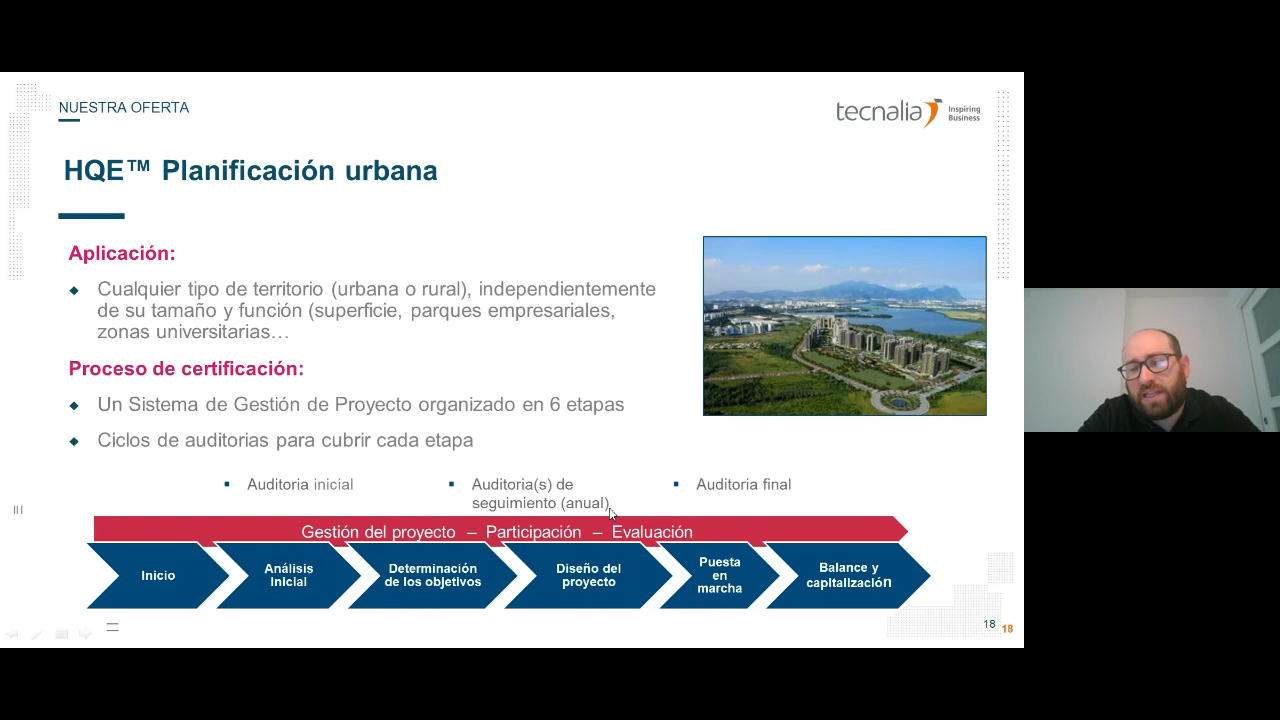 NUESTRA OFERTA
tecnalia
Inspiring
Business
HQE™ Planificación urbana
Aplicación:
Cualquier tipo de territorio (urbana o rural), independientemente
de su tamaño y función (superficie, parques empresariales,
zonas universitarias…
Proceso de certificación:
Un Sistema de Gestión de Proyecto organizado en 6 etapas
Ciclos de auditorias para cubrir cada etapa
Auditoria inicial
Auditoria(s) de
seguimiento (anual)
Auditoria final
Gestión del proyecto – Participación – Evaluación
Inicio
Análisis
Inicial
Determinación
de los objetivos
Diseño del
proyecto
Puesta
en
marcha
Balance y
capitalización
18
18